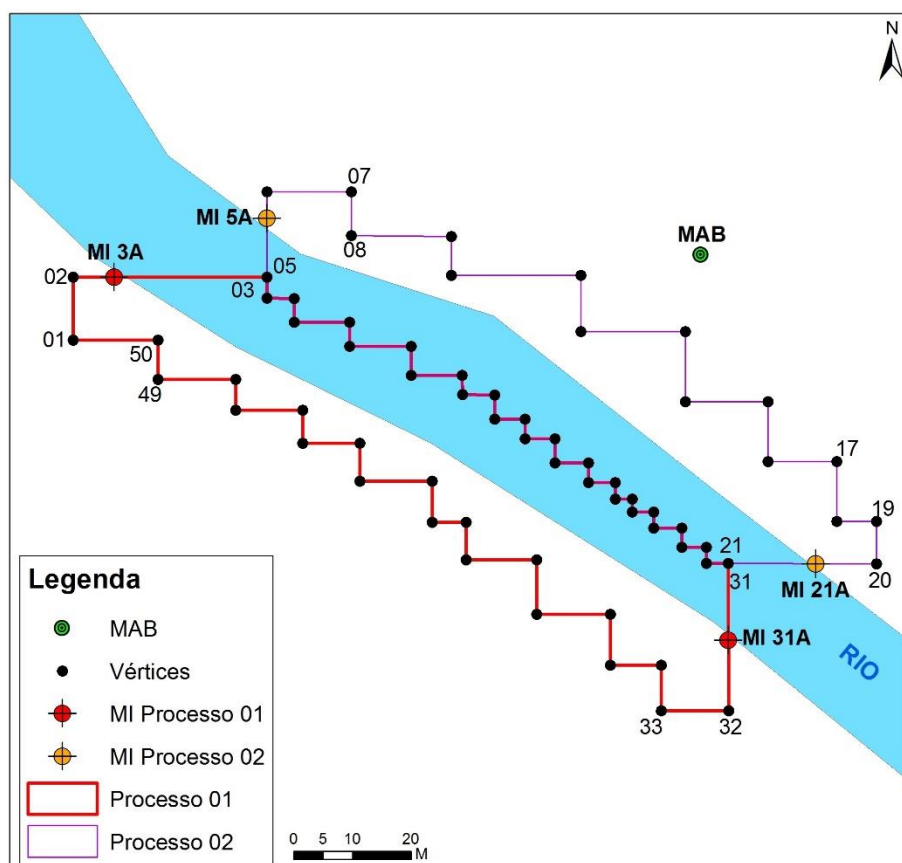 N
07
MI 5A
08
MAB
MI 3A
02
05
03
01
50
49
17
19
21
31
20
MI 21A
MI 31A
RIO
33
32
Legenda
MAB
Vértices
MI Processo 01
MI Processo 02
Processo 01
Processo 02
0 5 10 20
M